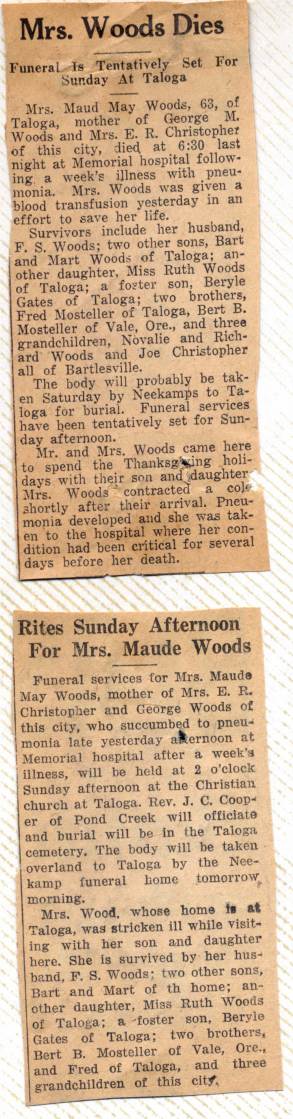 Mrs. Woods Dies
Funeral Is Tentatively Set For
Sunday At Taloga
Mrs. Maud May Woods, 63, of
Taloga, mother of George M.
Woods and Mrs. E. R. Christopher
of this city, died at 6:30 last
night at Memorial hospital follow-
ing a week's illness with pneu-
monia. Mrs. Woods was given a
blood transfusion yesterday in an
effort to save her life.
Survivors include her husband,
F. S. Woods; two other sons, Bart
and Mart Woods of Taloga; an-
other daughter, Miss Ruth Woods
of Taloga; a foster son, Beryle
Gates of Taloga; two brothers,
Fred Mosteller of Taloga, Bert B.
Mosteller of Vale, Ore., and three
grandchildren, Novalie and Rich-
ard Woods and Joe Christopher
all of Bartlesville.
The body will probably be tak-
en Saturday by Neekamps to Ta-
loga for burial. Funeral services
have been tentatively set for Sun-
day afternoon.
Mr. and Mrs. Woods came here
to spend the Thanksgiving holi-
days with their son and daughter
Mrs. Woods contracted a cold
shortly after their arrival. Pneu-
monia developed and she was tak-
en to the hospital where her con-
dition had been critical for several
days before her death.
Rites Sunday Afternoon
For Mrs. Maude Woods
Funeral services for Mrs. Maude
May Woods, mother of Mrs. E. R.
Christopher and George Woods of
this city, who succumbed to pneu-
monia late yesterday afternoon at
Memorial hospital after a week's
illness, will be held at 2 o'clock
Sunday afternoon at the Christian
church at Taloga. Rev. J. C. Coop-
er of Pond Creek will officiate
and burial will be in the Taloga
cemetery. The body will be taken
overland to Taloga by the Nee-
kamp funeral home tomorrow
morning.
Mrs. Wood, whose home is at
Taloga, was stricken ill while visit-
ing with her son and daughter
here. She is survived by her hus-
band, F. S. Woods; two other sons,
Bart and Mart of th home; an-
other daughter, Miss Ruth Woods
of Taloga; a foster son, Beryle
Gates of Taloga; two brothers,
Bert B. Mosteller of Vale, Ore.,
and Fred of Taloga, and three
grandchildren of this city.